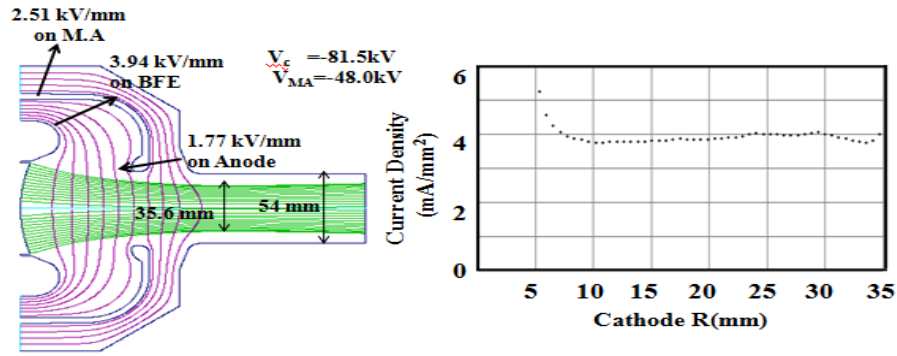 2.51 kV/mm
on M.A
3.94 kV/mm
on BFE
V_c =-81.5kV
V_MA=-48.0kV
1.77 kV/mm
on Anode
35.6 mm
54 mm
Current Density
(mA/mm²)
6
4
2
0
5 10 15 20 25 30 35
Cathode R(mm)